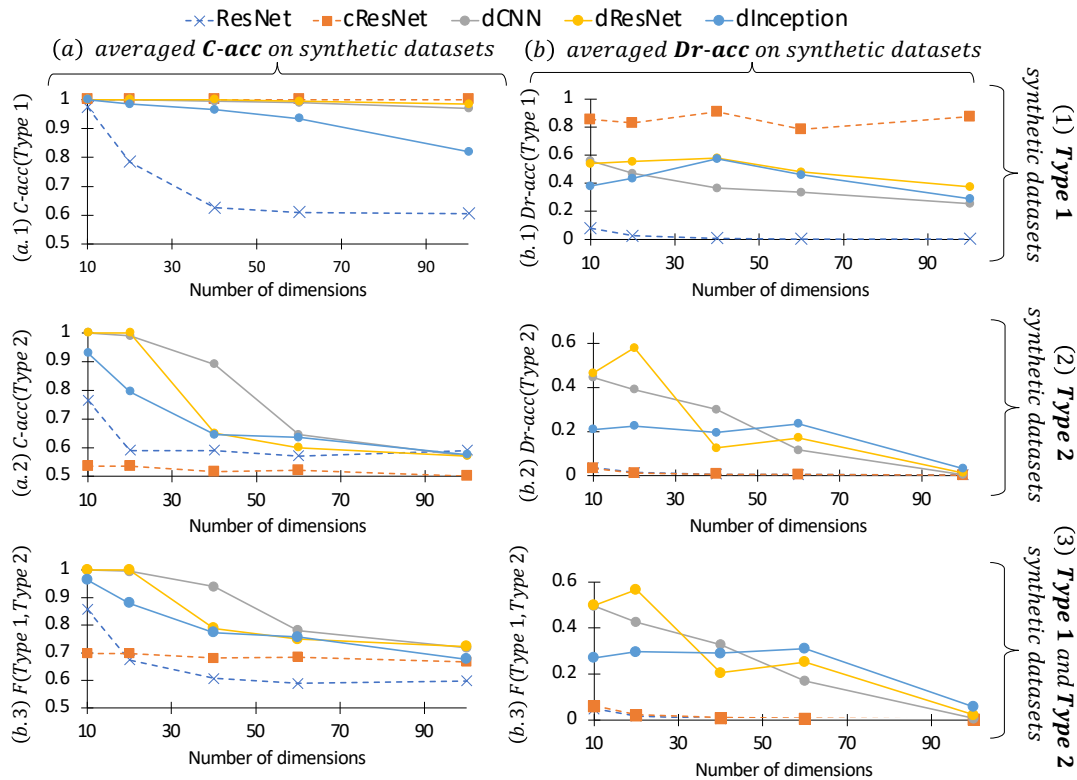 ResNet cResNet dCNN dResNet dInception
(a) averaged C-acc on synthetic datasets
(b) averaged Dr-acc on synthetic datasets
(a.1) C-acc(Type 1)
1
0.9
0.8
0.7
0.6
0.5
10 30 50 70 90
Number of dimensions
(b.1) Dr-acc(Type 1)
1
0.8
0.6
0.4
0.2
0
10 30 50 70 90
Number of dimensions
(1) Type 1
synthetic datasets
(a.2) C-acc(Type 2)
1
0.9
0.8
0.7
0.6
0.5
10 30 50 70 90
Number of dimensions
(b.2) Dr-acc(Type 2)
0.6
0.4
0.2
0
10 30 50 70 90
Number of dimensions
(2) Type 2
synthetic datasets
(b.3) F(Type 1, Type 2)
1
0.9
0.8
0.7
0.6
0.5
10 30 50 70 90
Number of dimensions
(b.3) F(Type 1, Type 2)
0.6
0.4
0.2
0
10 30 50 70 90
Number of dimensions
(3) Type 1 and Type 2
synthetic datasets